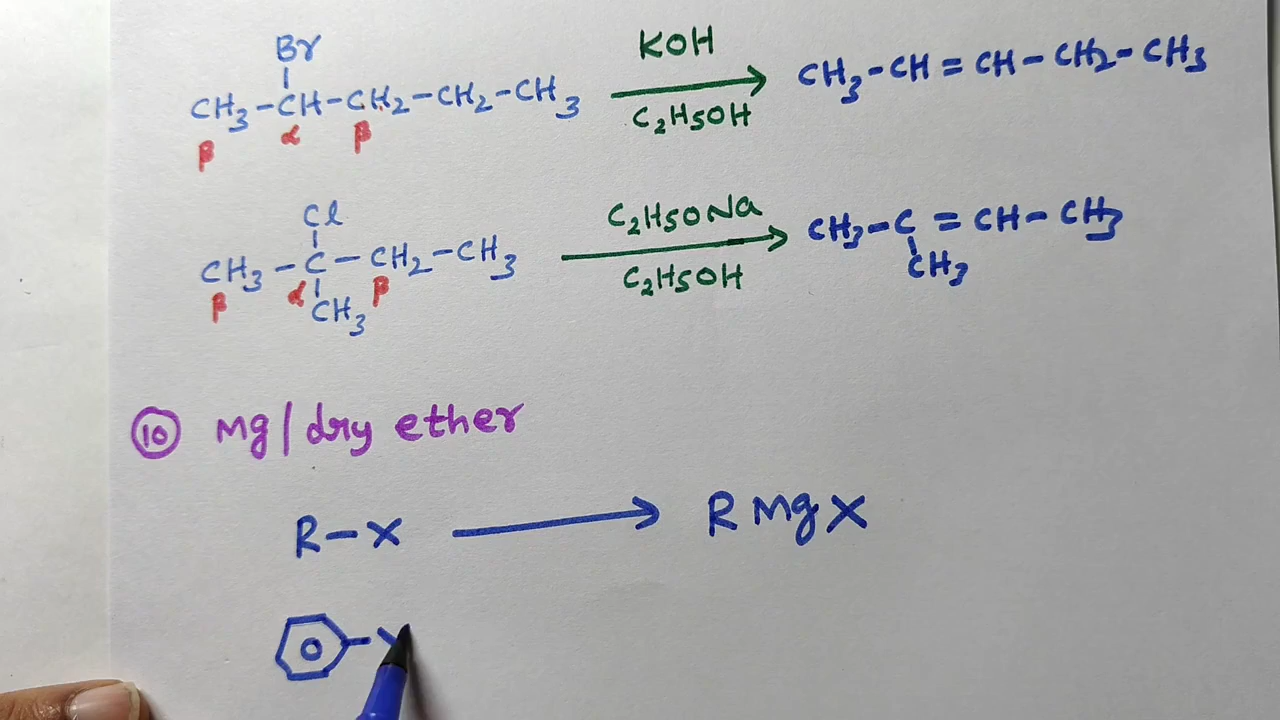 Br
CH3-CH-CH2-CH2-CH3 KOH C2H5OH CH3-CH=CH-CH2-CH3
β α β
Cl
CH3-C-CH2-CH3 C2H5ONa C2H5OH CH3-C=CH-CH3
β α β
CH3 CH3
10 Mg/dry ether
R-X → RMgX